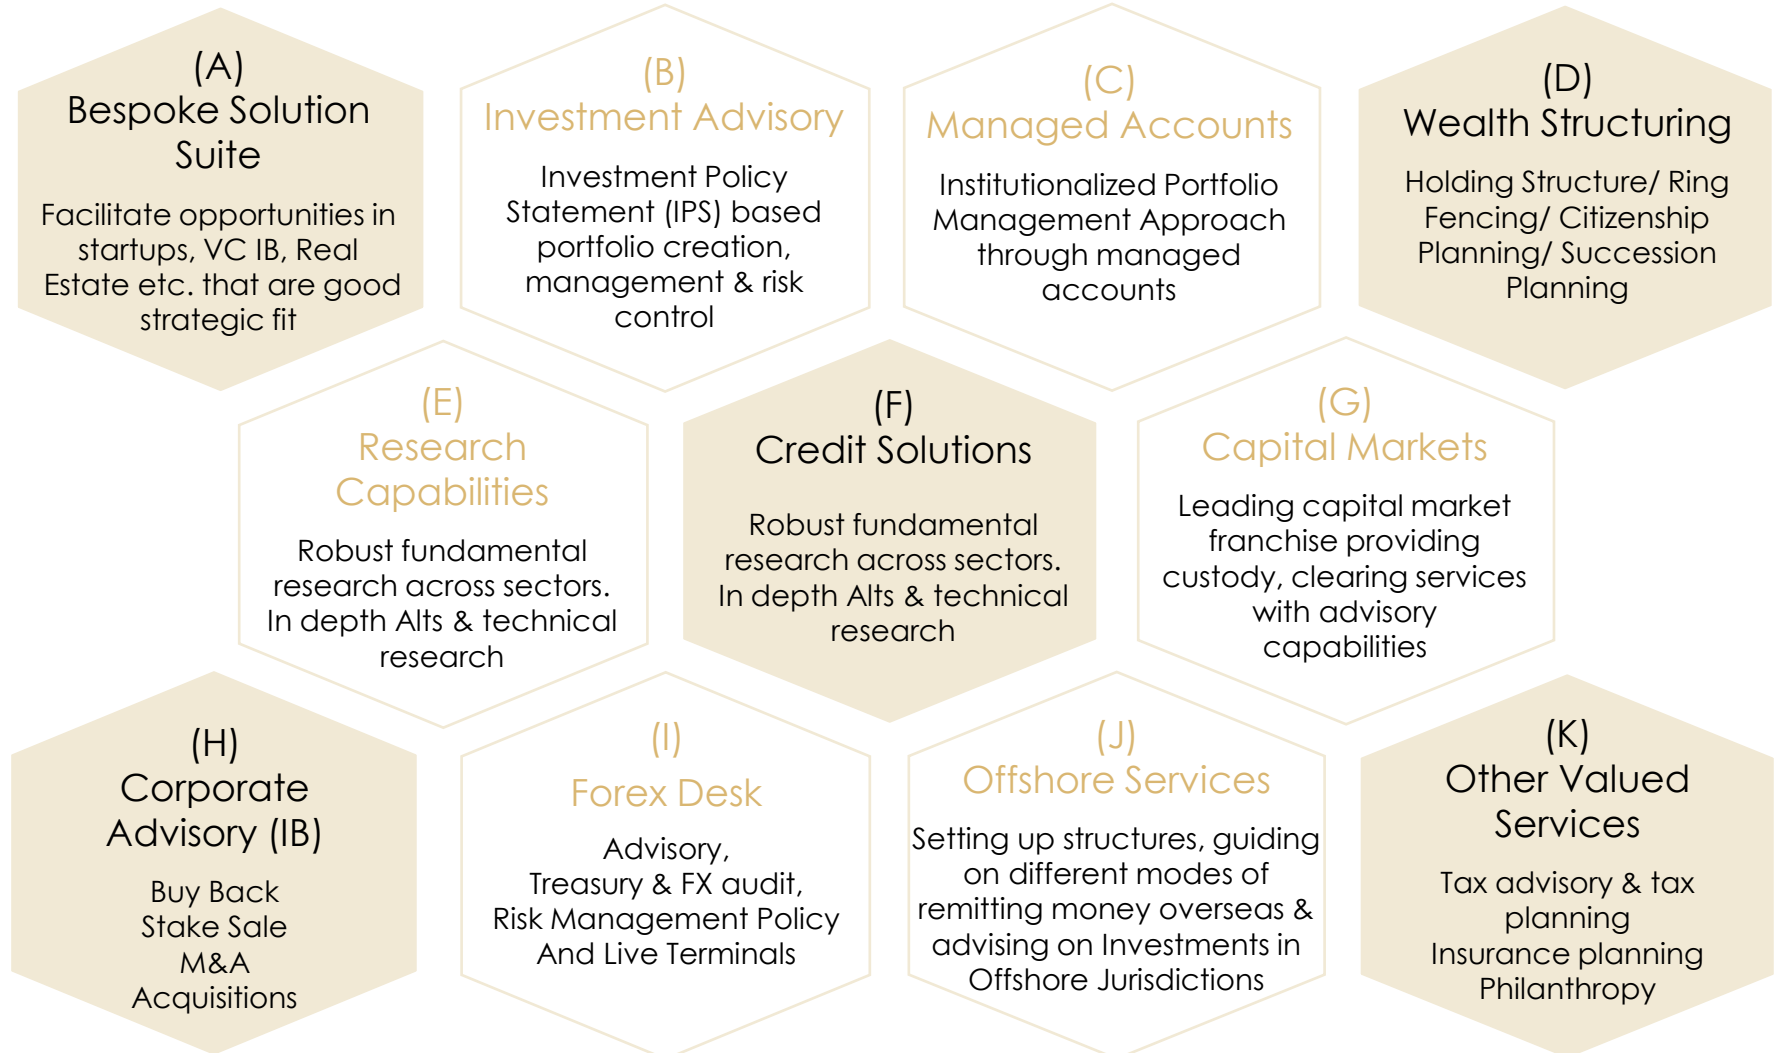 (A)
Bespoke Solution
Suite
Facilitate opportunities in
startups, VC IB, Real
Estate etc. that are good
strategic fit
(B)
Investment Advisory
Investment Policy
Statement (IPS) based
portfolio creation,
management & risk
control
(C)
Managed Accounts
Institutionalized Portfolio
Management Approach
through managed
accounts
(D)
Wealth Structuring
Holding Structure/ Ring
Fencing/ Citizenship
Planning/ Succession
Planning
(E)
Research
Capabilities
Robust fundamental
research across sectors.
In depth Alts & technical
research
(F)
Credit Solutions
Robust fundamental
research across sectors.
In depth Alts & technical
research
(G)
Capital Markets
Leading capital market
franchise providing
custody, clearing services
with advisory
capabilities
(H)
Corporate
Advisory (IB)
Buy Back
Stake Sale
M&A
Acquisitions
(I)
Forex Desk
Advisory,
Treasury & FX audit,
Risk Management Policy
And Live Terminals
(J)
Offshore Services
Setting up structures, guiding
on different modes of
remitting money overseas &
advising on Investments in
Offshore Jurisdictions
(K)
Other Valued
Services
Tax advisory & tax
planning
Insurance planning
Philanthropy